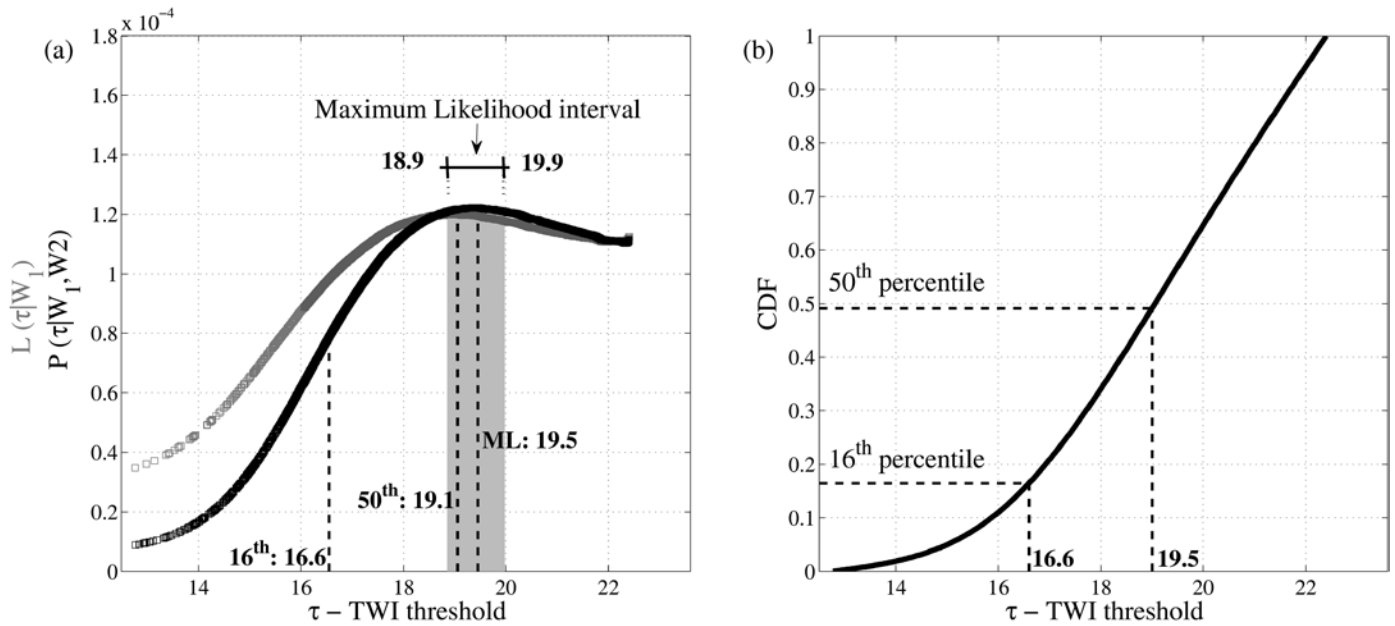 (a)
x 10⁻⁴
1.8
1.6
1.4
1.2
1
0.8
0.6
0.4
0.2
0
14
16
18
20
22
L (τ|W₁)
P (τ|W₁,W2)
Maximum Likelihood interval
18.9
19.9
ML: 19.5
50ᵗʰ: 19.1
16ᵗʰ: 16.6
τ – TWI threshold
(b)
1
0.9
0.8
0.7
0.6
0.5
0.4
0.3
0.2
0.1
0
14
16
18
20
22
CDF
50ᵗʰ percentile
16ᵗʰ percentile
16.6
19.5
τ – TWI threshold